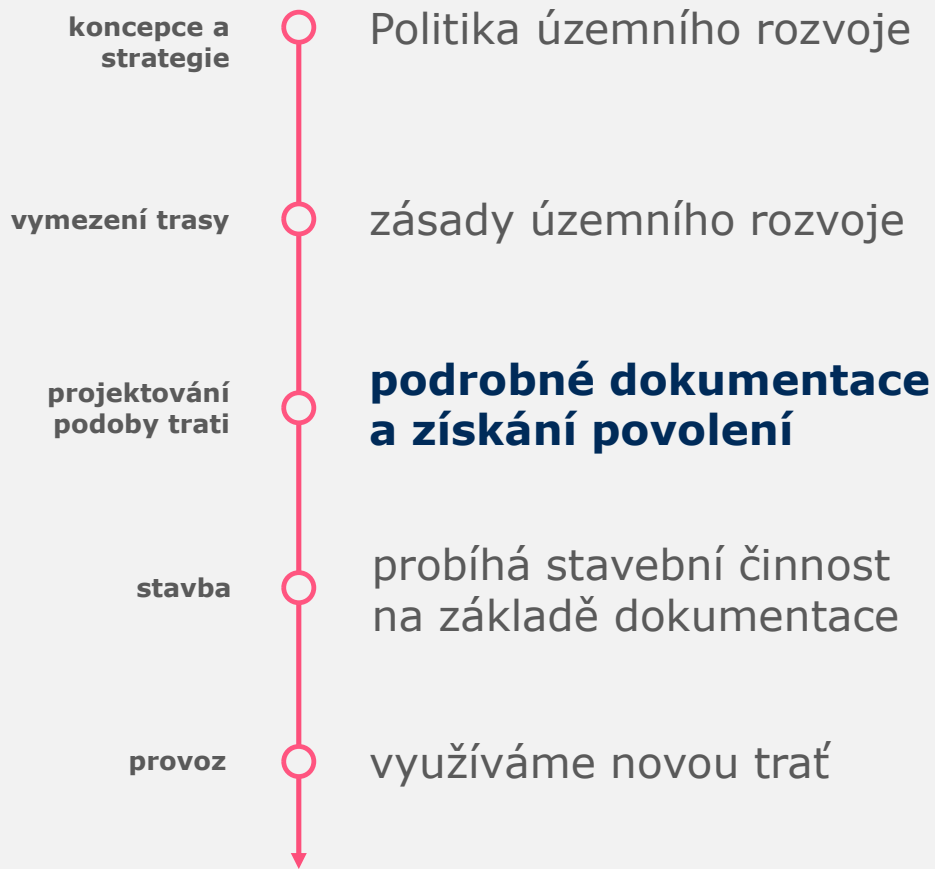 koncepce a
strategie
Politika územního rozvoje
vymezení trasy
zásady územního rozvoje
projektování
podoby trati
podrobné dokumentace
a získání povolení
stavba
probíhá stavební činnost
na základě dokumentace
provoz
využíváme novou trať